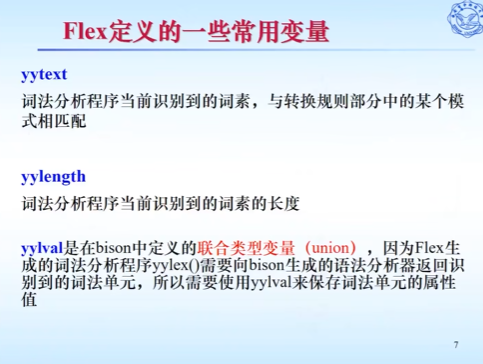 Flex定义的一些常用变量
yytext
词法分析程序当前识别到的词素，与转换规则部分中的某个模
式相匹配
yylength
词法分析程序当前识别到的词素的长度
yylval是在bison中定义的联合类型变量（union），因为Flex生
成的词法分析程序yylex()需要向bison生成的语法分析器返回识
别到的词法单元，所以需要使用yylval来保存词法单元的属性
值
7